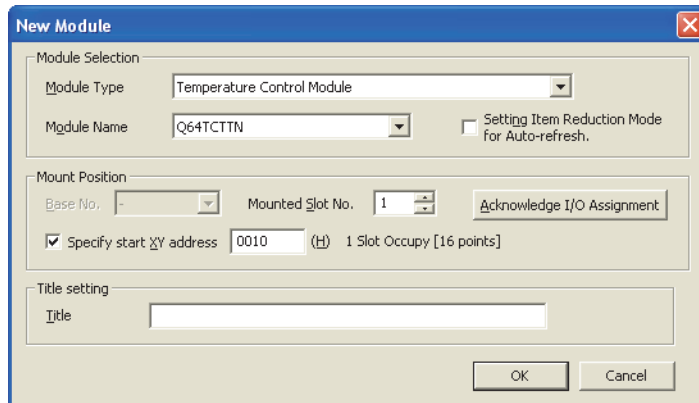 New Module
Module Selection
Module Type Temperature Control Module
Module Name Q64TCTTN Setting Item Reduction Mode
for Auto-refresh.
Mount Position
Base No. - Mounted Slot No. 1 Acknowledge I/O Assignment
Specify start XY address 0010 (H) 1 Slot Occupy [16 points]
Title setting
Title
OK Cancel